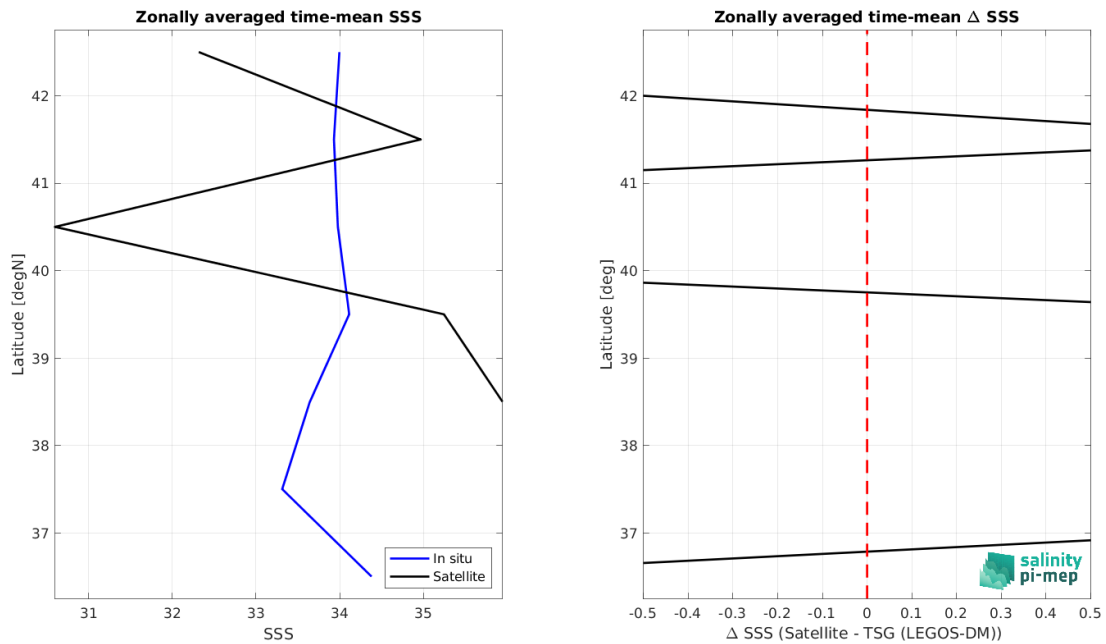 Zonally averaged time-mean SSS
42
41
40
39
38
37
Latitude [degN]
31 32 33 34 35
SSS
In situ
Satellite
Zonally averaged time-mean Δ SSS
42
41
40
39
38
37
Latitude [deg]
-0.5 -0.4 -0.3 -0.2 -0.1 0 0.1 0.2 0.3 0.4 0.5
Δ SSS (Satellite - TSG (LEGOS-DM))
salinity
pi-mep